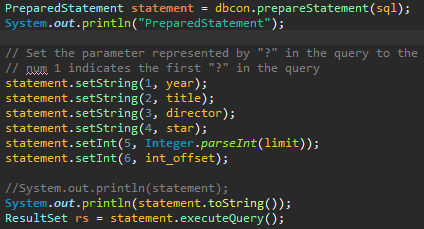 PreparedStatement statement = dbcon.prepareStatement(sql);
System.out.println("PreparedStatement");
// Set the parameter represented by "?" in the query to the
// num 1 indicates the first "?" in the query
statement.setString(1, year);
statement.setString(2, title);
statement.setString(3, director);
statement.setString(4, star);
statement.setInt(5, Integer.parseInt(limit));
statement.setInt(6, int_offset);
//System.out.println(statement);
System.out.println(statement.toString());
ResultSet rs = statement.executeQuery();